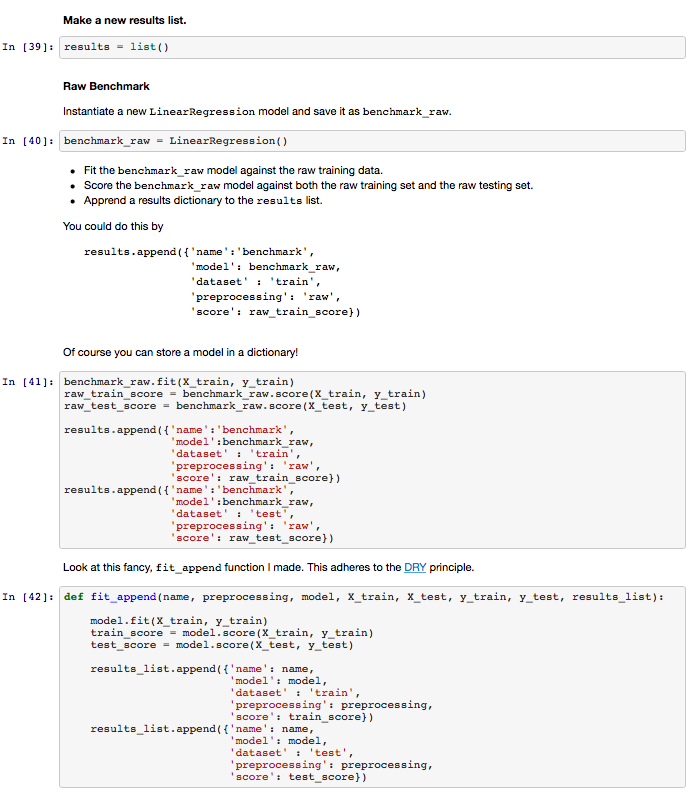 Make a new results list.
In [39]: results = list()
Raw Benchmark
Instantiate a new LinearRegression model and save it as benchmark_raw.
In [40]: benchmark_raw = LinearRegression()
• Fit the benchmark_raw model against the raw training data.
• Score the benchmark_raw model against both the raw training set and the raw testing set.
• Apprend a results dictionary to the results list.
You could do this by
results.append({'name':'benchmark',
'model': benchmark_raw,
'dataset' : 'train',
'preprocessing': 'raw',
'score': raw_train_score})
Of course you can store a model in a dictionary!
In [41]: benchmark_raw.fit(X_train, y_train)
raw_train_score = benchmark_raw.score(X_train, y_train)
raw_test_score = benchmark_raw.score(X_test, y_test)
results.append({'name':'benchmark',
'model':benchmark_raw,
'dataset' : 'train',
'preprocessing': 'raw',
'score': raw_train_score})
results.append({'name':'benchmark',
'model':benchmark_raw,
'dataset' : 'test',
'preprocessing': 'raw',
'score': raw_test_score})
Look at this fancy, fit_append function I made. This adheres to the DRY principle.
In [42]: def fit_append(name, preprocessing, model, X_train, X_test, y_train, y_test, results_list):
model.fit(X_train, y_train)
train_score = model.score(X_train, y_train)
test_score = model.score(X_test, y_test)
results_list.append({'name': name,
'model': model,
'dataset' : 'train',
'preprocessing': preprocessing,
'score': train_score})
results_list.append({'name': name,
'model': model,
'dataset' : 'test',
'preprocessing': preprocessing,
'score': test_score})